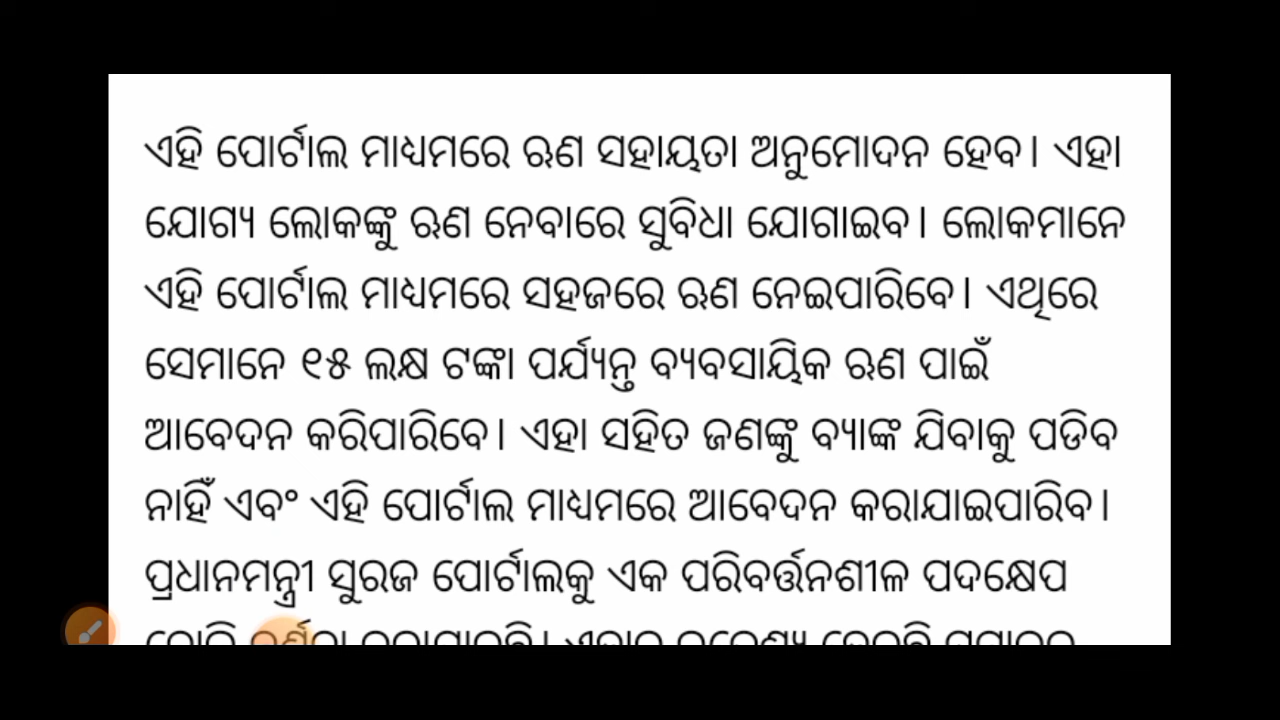 ଏହି ପୋର୍ଟାଲ ମାଧ୍ୟମରେ ଋଣ ସହାୟତା ଅନୁମୋଦନ ହେବ। ଏହା
ଯୋଗ୍ୟ ଲୋକଙ୍କୁ ଋଣ ନେବାରେ ସୁବିଧା ଯୋଗାଇବ। ଲୋକମାନେ
ଏହି ପୋର୍ଟାଲ ମାଧ୍ୟମରେ ସହଜରେ ଋଣ ନେଇପାରିବେ। ଏଥିରେ
ସେମାନେ ୧୫ ଲକ୍ଷ ଟଙ୍କା ପର୍ଯ୍ୟନ୍ତ ବ୍ୟବସାୟିକ ଋଣ ପାଇଁ
ଆବେଦନ କରିପାରିବେ। ଏହା ସହିତ ଜଣଙ୍କୁ ବ୍ୟାଙ୍କ ଯିବାକୁ ପଡିବ
ନାହିଁ ଏବଂ ଏହି ପୋର୍ଟାଲ ମାଧ୍ୟମରେ ଆବେଦନ କରାଯାଇପାରିବ।
ପ୍ରଧାନମନ୍ତ୍ରୀ ସୁରଜ ପୋର୍ଟାଲକୁ ଏକ ପରିବର୍ତ୍ତନଶୀଳ ପଦକ୍ଷେପ